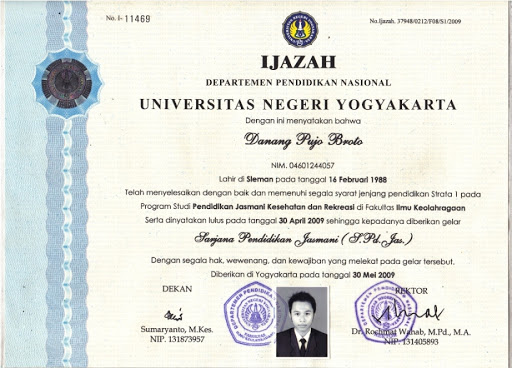 No. I- 11469
No.Ijazah. 37948/0212/F08/S1/2009
IJAZAH
DEPARTEMEN PENDIDIKAN NASIONAL
UNIVERSITAS NEGERI YOGYAKARTA
Dengan ini menyatakan bahwa
Danang Pujo Broto
NIM. 04601244057
Lahir di Sleman pada tanggal 16 Februari 1988
Telah menyelesaikan dengan baik dan memenuhi segala syarat jenjang pendidikan Strata 1 pada
Program Studi Pendidikan Jasmani Kesehatan dan Rekreasi di Fakultas Ilmu Keolahragaan
Serta dinyatakan lulus pada tanggal 30 April 2009 sehingga kepadanya diberikan gelar
Sarjana Pendidikan Jasmani ( S.Pd.Jas.)
Dengan segala hak, wewenang, dan kewajiban yang melekat pada gelar tersebut.
Diberikan di Yogyakarta pada tanggal 30 Mei 2009
DEKAN
REKTOR
Sumaryanto, M.Kes.
NIP. 131873957
Dr. Rochmat Wahab, M.Pd., M.A.
NIP. 131405893